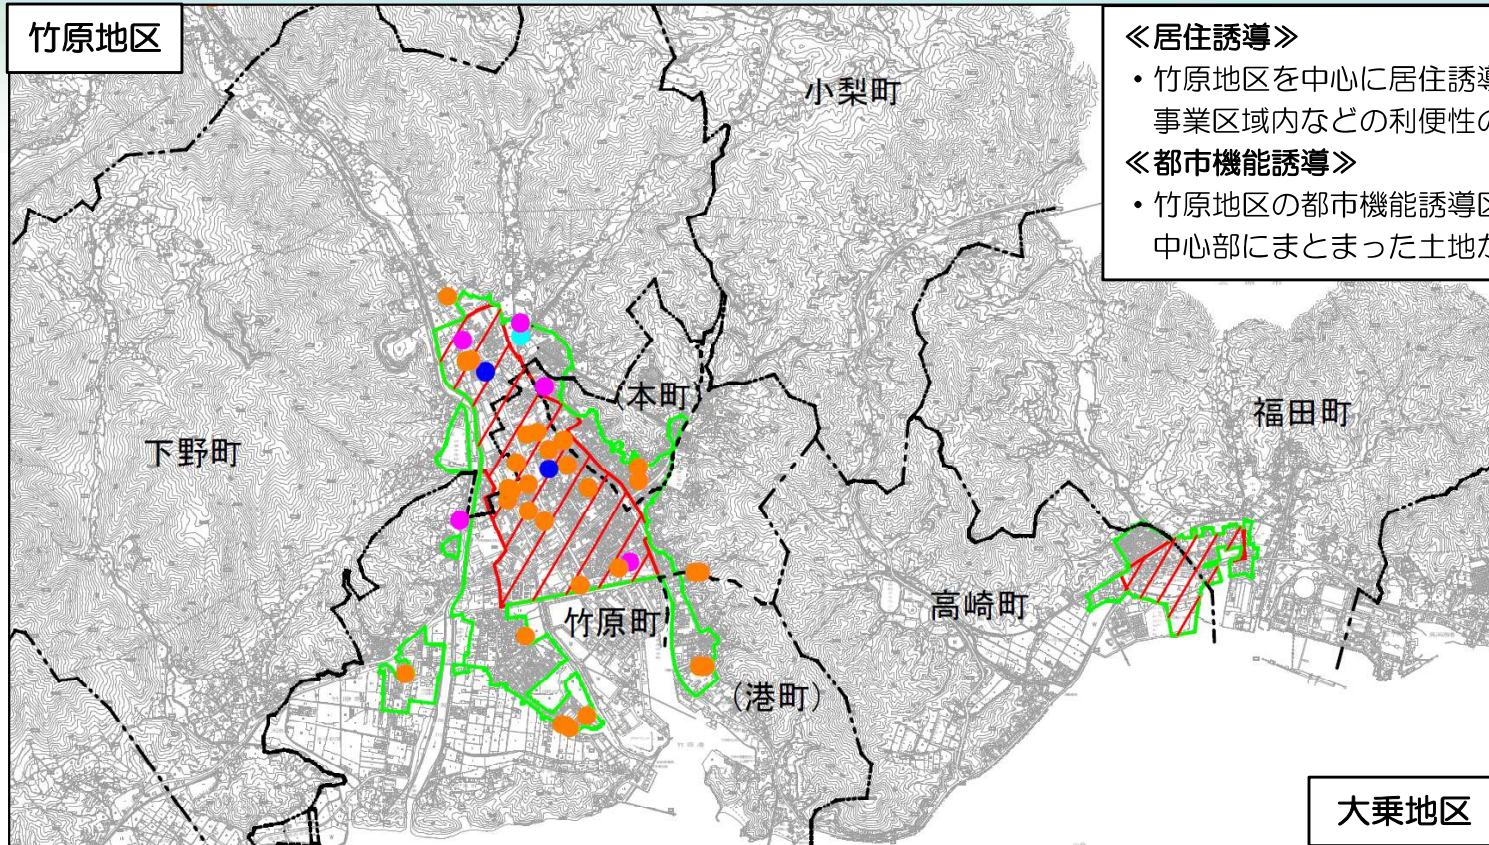 竹原地区
≪居住誘導≫
・竹原地区を中心に居住誘導
事業区域内などの利便性の
≪都市機能誘導≫
・竹原地区の都市機能誘導区
中心部にまとまった土地が
小梨町
(本町)
福田町
下野町
高崎町
竹原町
(港町)
大乗地区